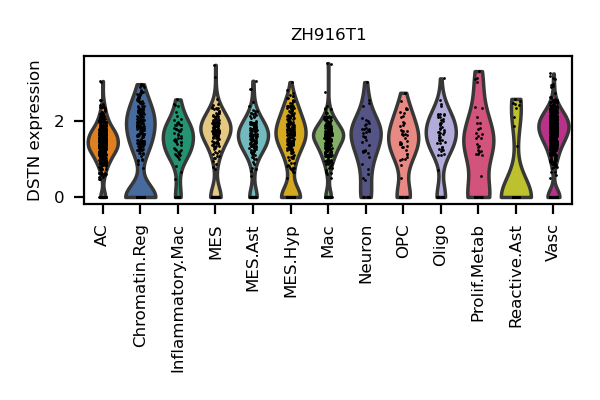 ZH916T1
DSTN expression
2
0
AC
Chromatin.Reg
Inflammatory.Mac
MES
MES.Ast
MES.Hyp
Mac
Neuron
OPC
Oligo
Prolif.Metab
Reactive.Ast
Vasc